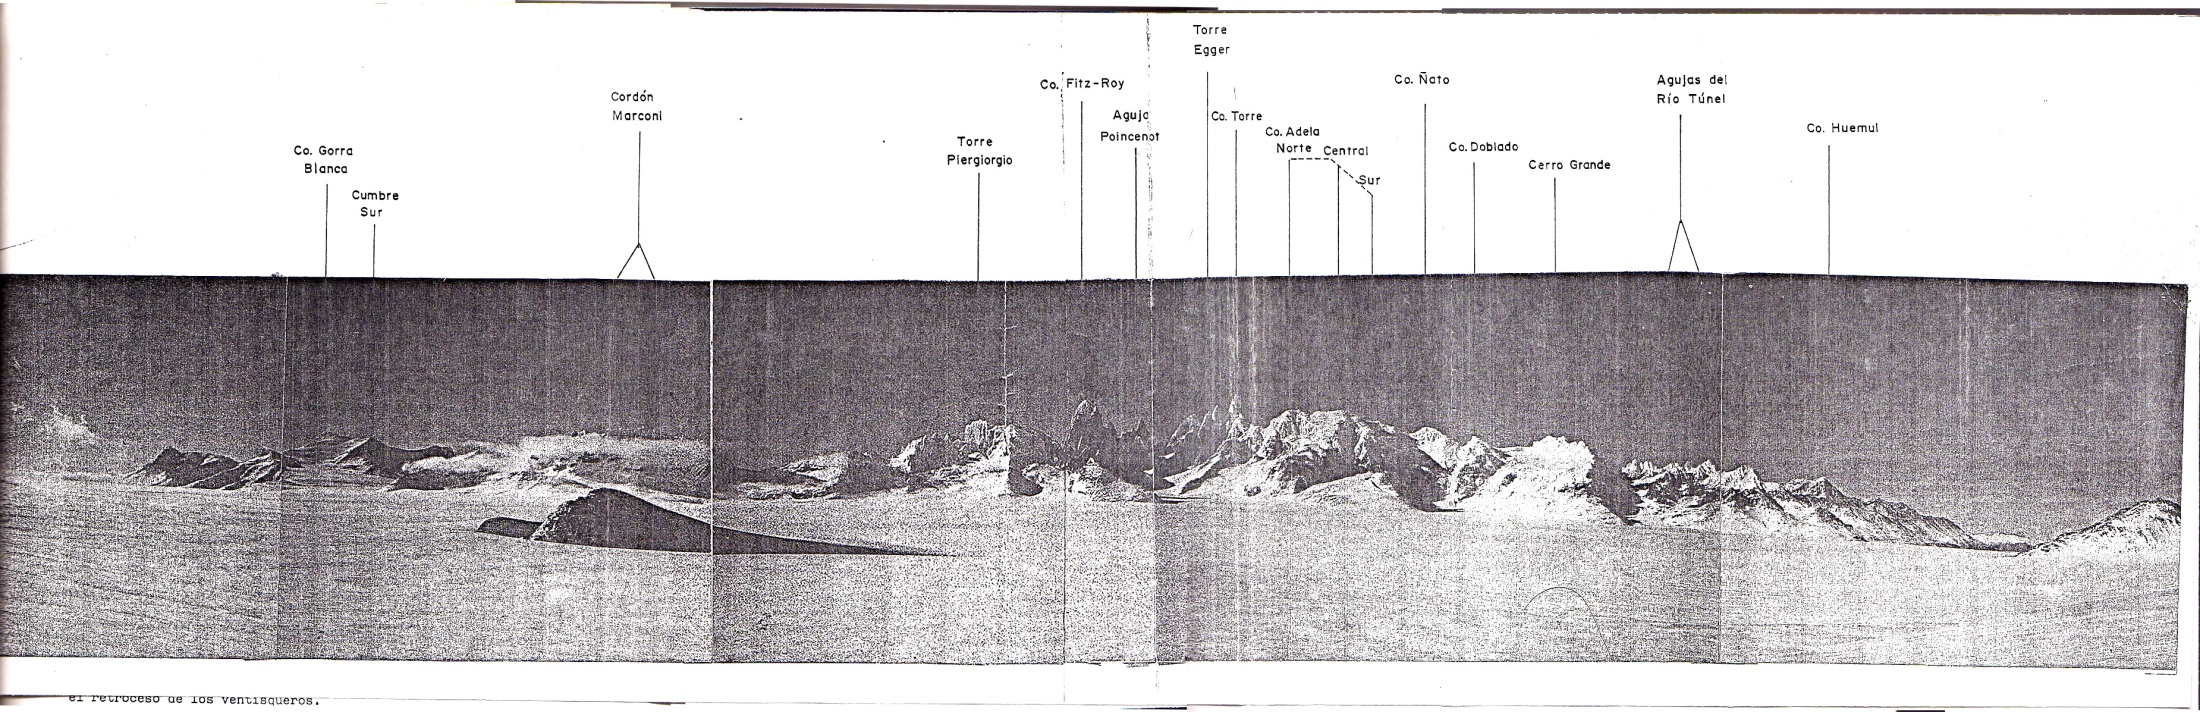 Co. Gorra
Blanca
Cumbre
Sur
Cordón
Marconi
Torre
Piergiorgio
Co. Fitz-Roy
Aguja
Poincenot
Torre
Egger
Co. Torre
Co. Adela
Norte
Central
Sur
Co. Ñato
Co. Doblado
Cerro Grande
Agujas del
Río Túnel
Co. Huemul
el retroceso de los ventisqueros.